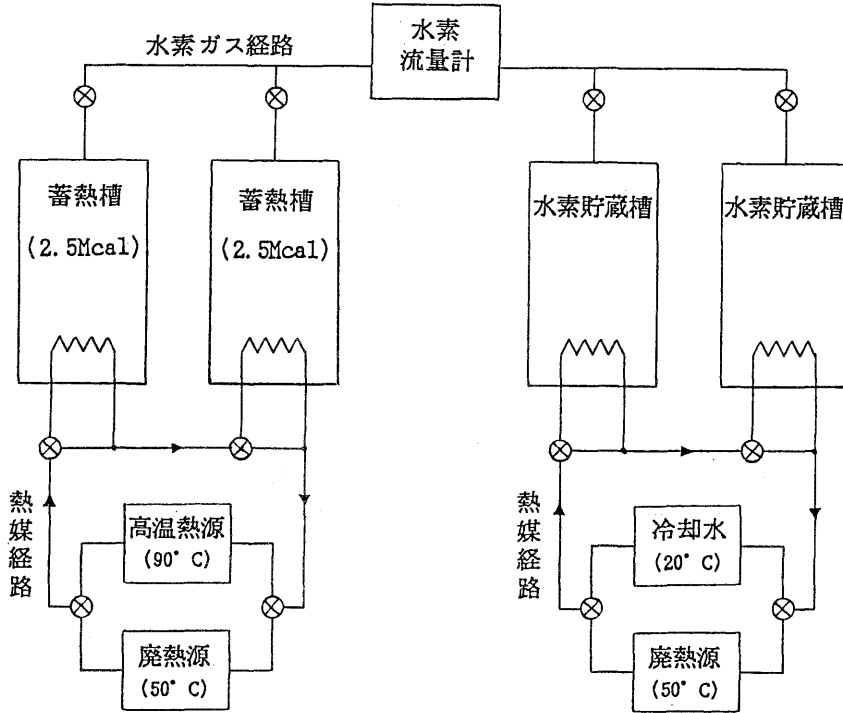 水素ガス経路
水素
流量計
蓄熱槽
(2.5Mcal)
蓄熱槽
(2.5Mcal)
水素貯蔵槽
水素貯蔵槽
熱媒経路
高温熱源
(90°C)
廃熱源
(50°C)
熱媒経路
冷却水
(20°C)
廃熱源
(50°C)